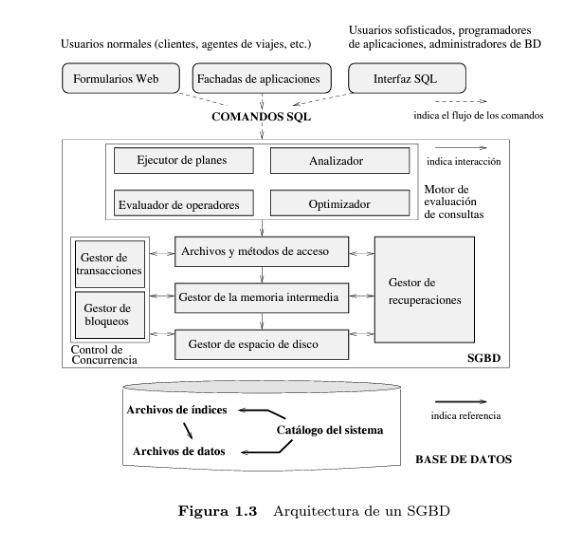 Usuarios sofisticados, programadores
Usuarios normales (clientes, agentes de viajes, etc.)
de aplicaciones, administradores de BD
Formularios Web
Fachadas de aplicaciones
Interfaz SQL
COMANDOS SQL
indica el flujo de los comandos
Ejecutor de planes
Analizador
indica interacción
Evaluador de operadores
Optimizador
Motor de
evaluación
de consultas
Gestor de
transacciones
Gestor de
bloqueos
Control de
Concurrencia
Archivos y métodos de acceso
Gestor de la memoria intermedia
Gestor de espacio de disco
Gestor de
recuperaciones
SGBD
Archivos de índices
Catálogo del sistema
Archivos de datos
indica referencia
BASE DE DATOS
Figura 1.3 Arquitectura de un SGBD